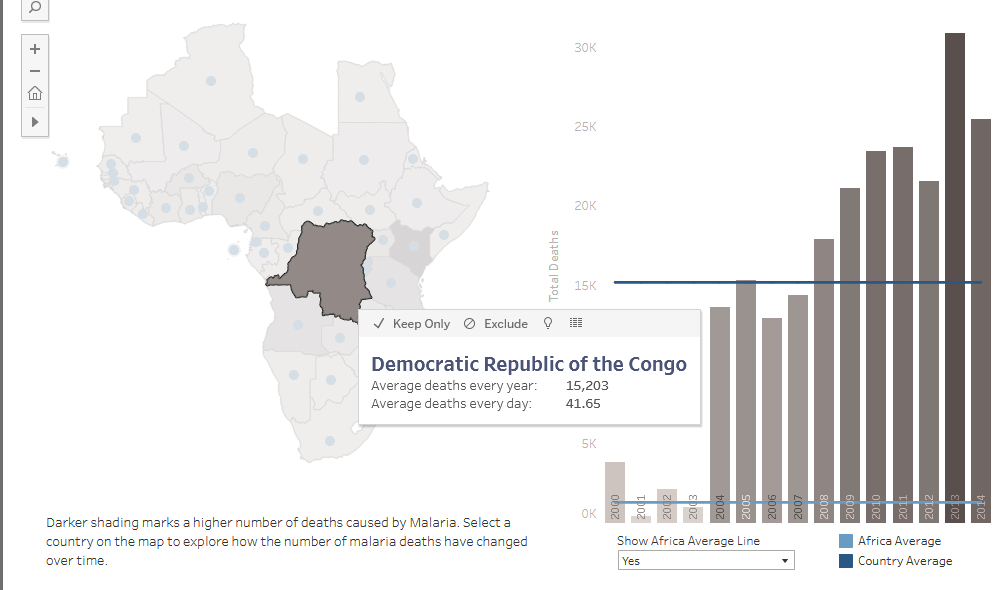 30K
25K
20K
15K
5K
0K
Total Deaths
Keep Only Exclude
Democratic Republic of the Congo
Average deaths every year: 15,203
Average deaths every day: 41.65
2000 2001 2002 2003 2004 2005 2006 2007 2008 2009 2010 2011 2012 2013 2014
Darker shading marks a higher number of deaths caused by Malaria. Select a
country on the map to explore how the number of malaria deaths have changed
over time.
Show Africa Average Line
Yes
Africa Average
Country Average